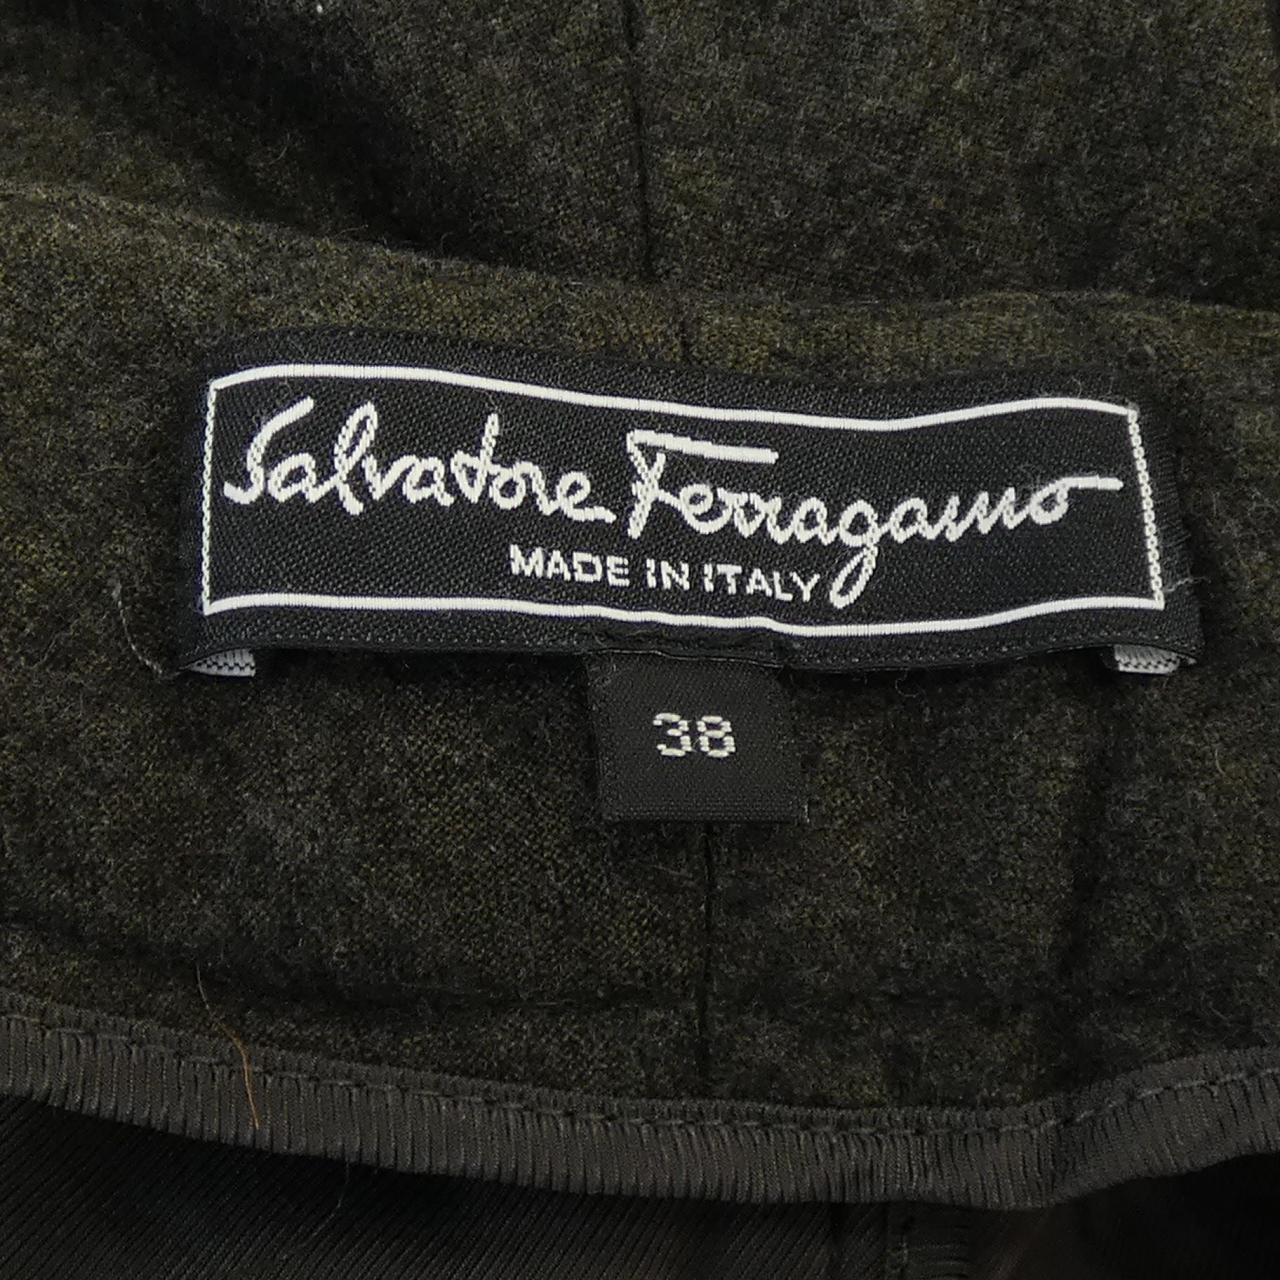 Salvatore Ferragamo
MADE IN ITALY
38